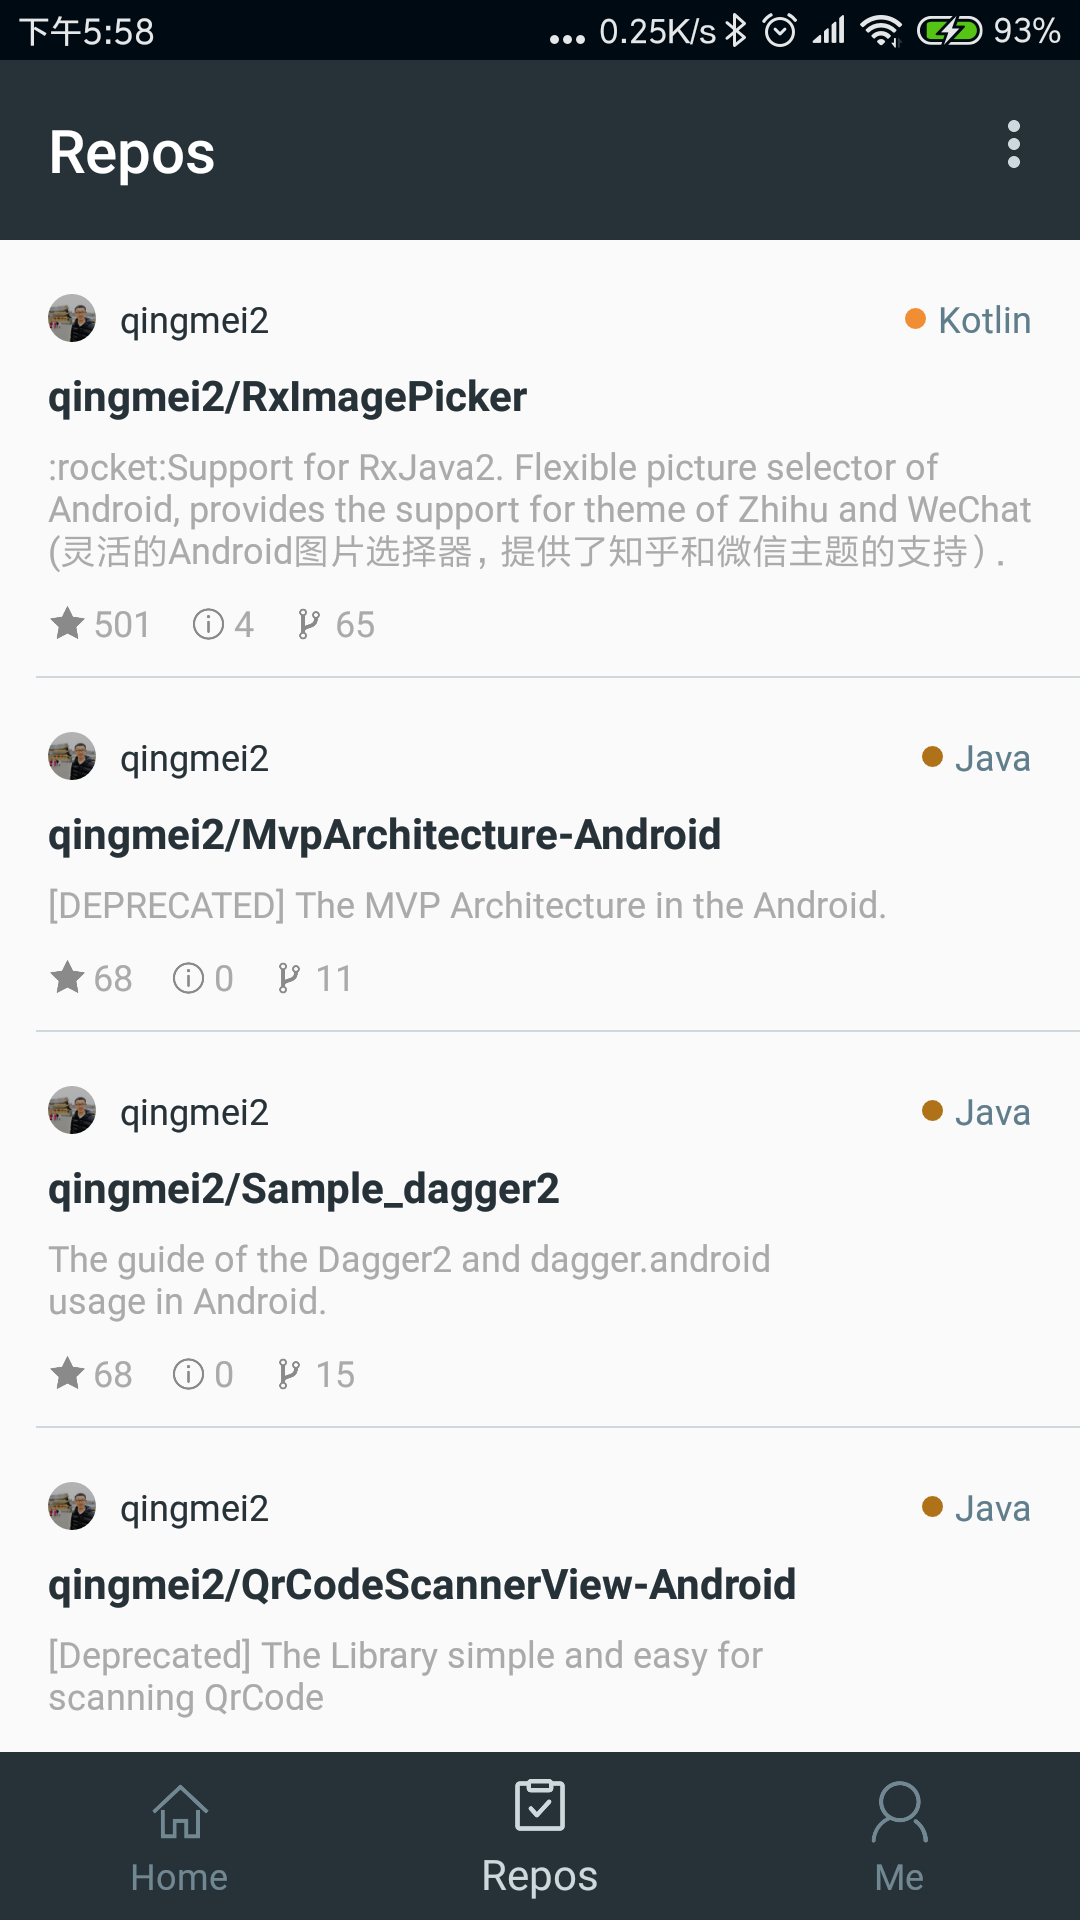 下午5:58
... 0.25K/s 93%
Repos
qingmei2
Kotlin
qingmei2/RxImagePicker
:rocket:Support for RxJava2. Flexible picture selector of
Android, provides the support for theme of Zhihu and WeChat
(灵活的Android图片选择器，提供了知乎和微信主题的支持）.
501 4 65
qingmei2
Java
qingmei2/MvpArchitecture-Android
[DEPRECATED] The MVP Architecture in the Android.
68 0 11
qingmei2
Java
qingmei2/Sample_dagger2
The guide of the Dagger2 and dagger.android
usage in Android.
68 0 15
qingmei2
Java
qingmei2/QrCodeScannerView-Android
[Deprecated] The Library simple and easy for
scanning QrCode
Home
Repos
Me